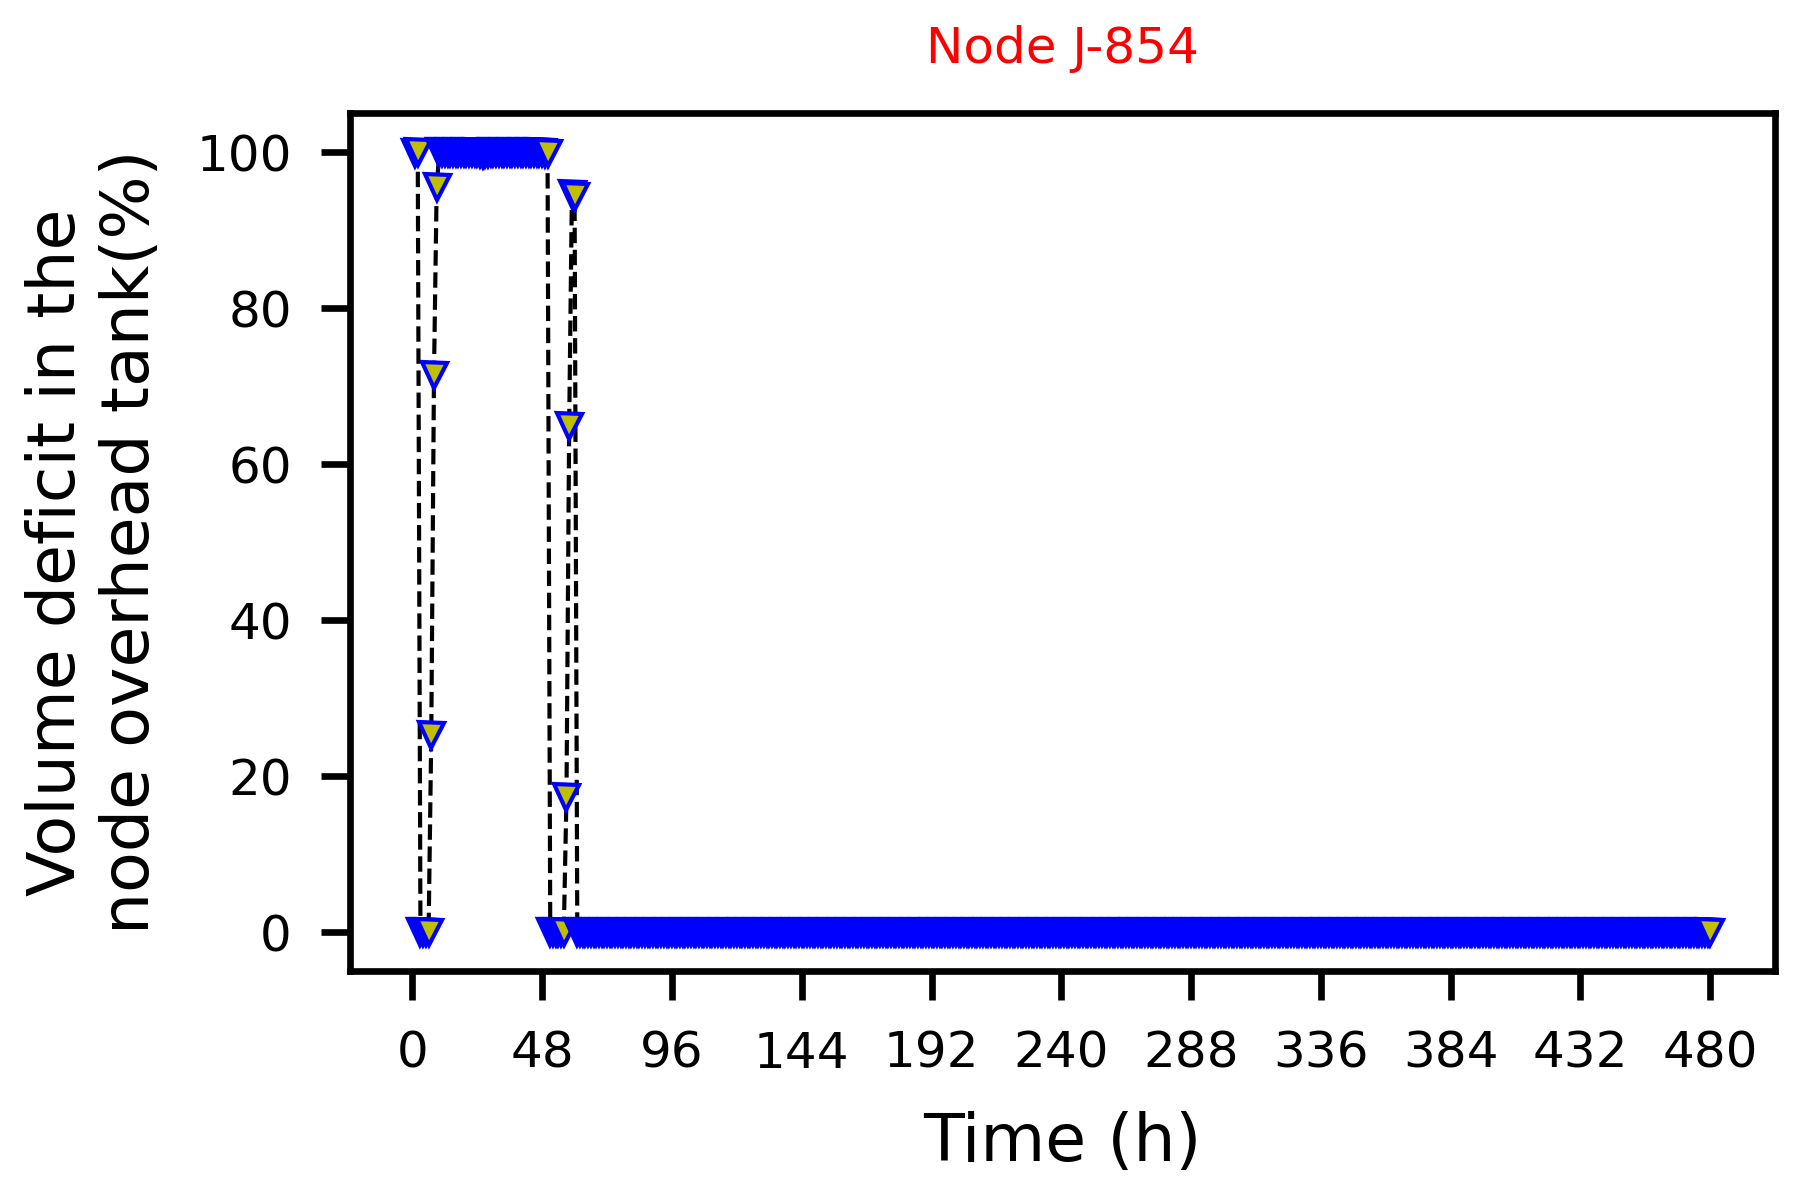 Node J-854
Volume deficit in the
node overhead tank(%)
100
80
60
40
20
0
0 48 96 144 192 240 288 336 384 432 480
Time (h)